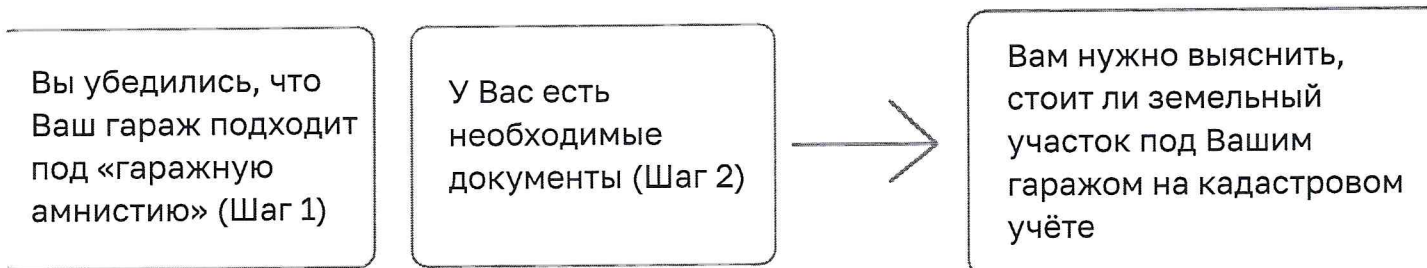 Вы убедились, что
Ваш гараж подходит
под «гаражную
амнистию» (Шаг 1)
У Вас есть
необходимые
документы (Шаг 2)
Вам нужно выяснить,
стоит ли земельный
участок под Вашим
гаражом на кадастровом
учёте